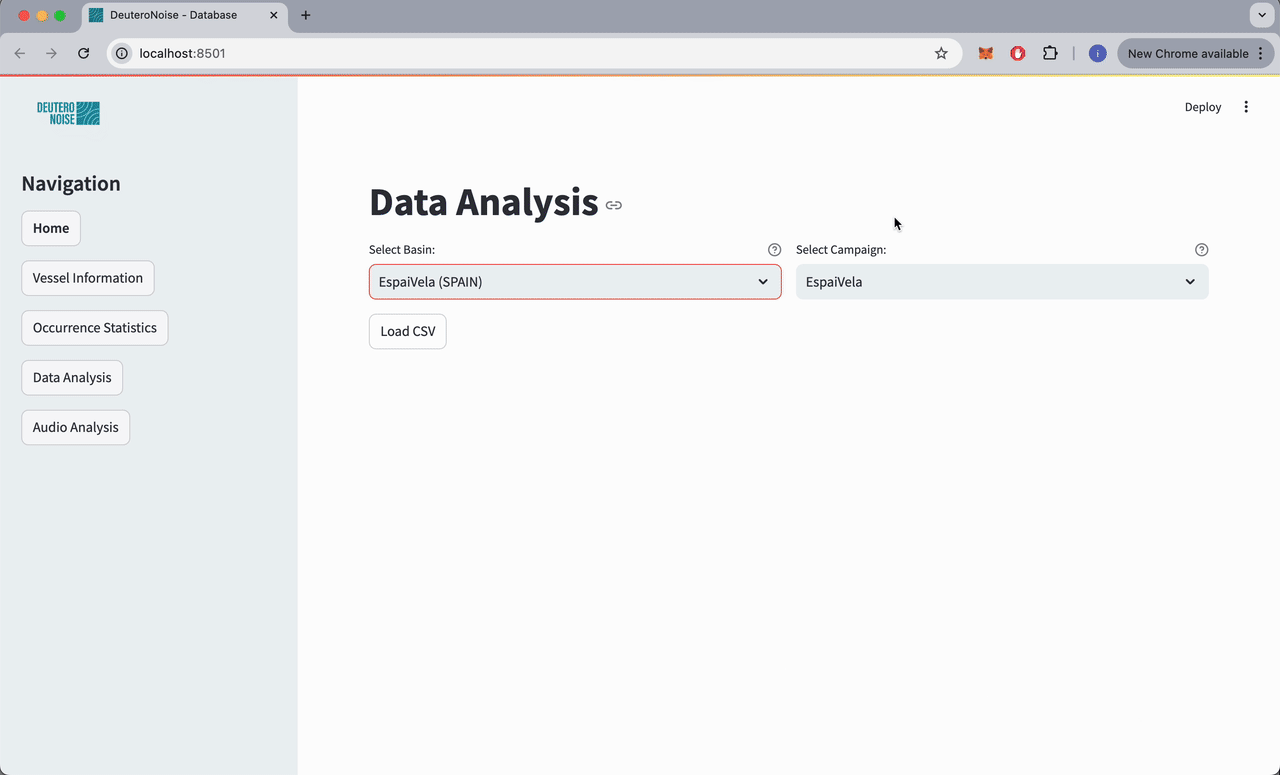 DeuteroNoise - Database
localhost:8501
i
New Chrome available
DEUTERO
NOISE
Deploy
Navigation
Home
Vessel Information
Occurrence Statistics
Data Analysis
Audio Analysis
Data Analysis
Select Basin:
Select Campaign:
EspaiVela (SPAIN)
EspaiVela
Load CSV